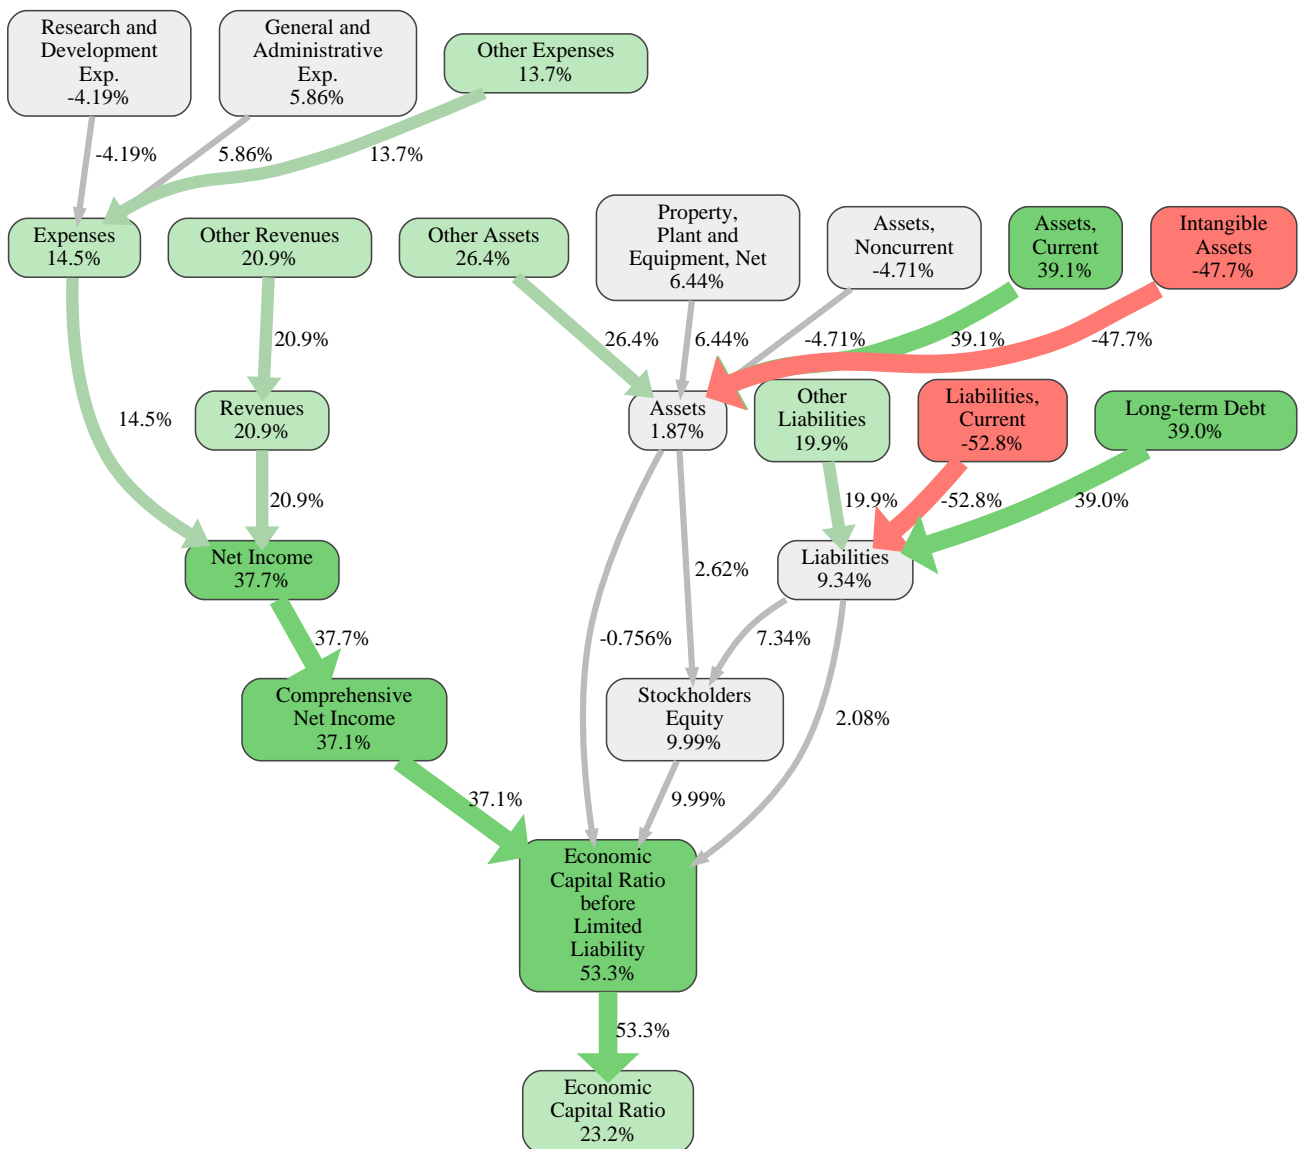 Research and
Development
Exp.
-4.19%
General and
Administrative
Exp.
5.86%
Other Expenses
13.7%
-4.19%
5.86%
13.7%
Expenses
14.5%
Other Revenues
20.9%
Other Assets
26.4%
Property,
Plant and
Equipment, Net
6.44%
Assets,
Noncurrent
-4.71%
Assets,
Current
39.1%
Intangible
Assets
-47.7%
20.9%
26.4%
6.44%
-4.71%
39.1%
-47.7%
14.5%
Revenues
20.9%
Assets
1.87%
Other
Liabilities
19.9%
Liabilities,
Current
-52.8%
Long-term Debt
39.0%
20.9%
19.9%
-52.8%
39.0%
Net Income
37.7%
2.62%
Liabilities
9.34%
37.7%
-0.756%
7.34%
Comprehensive
Net Income
37.1%
Stockholders
Equity
9.99%
2.08%
37.1%
9.99%
Economic
Capital Ratio
before
Limited
Liability
53.3%
53.3%
Economic
Capital Ratio
23.2%